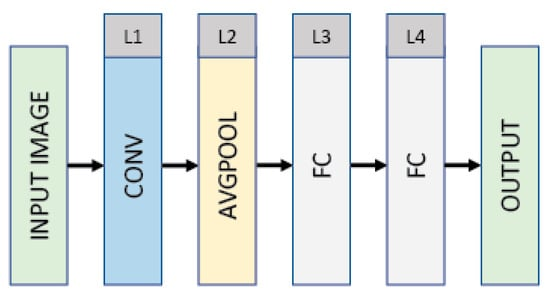 INPUT IMAGE
L1
CONV
L2
AVGPOOL
L3
FC
L4
FC
OUTPUT